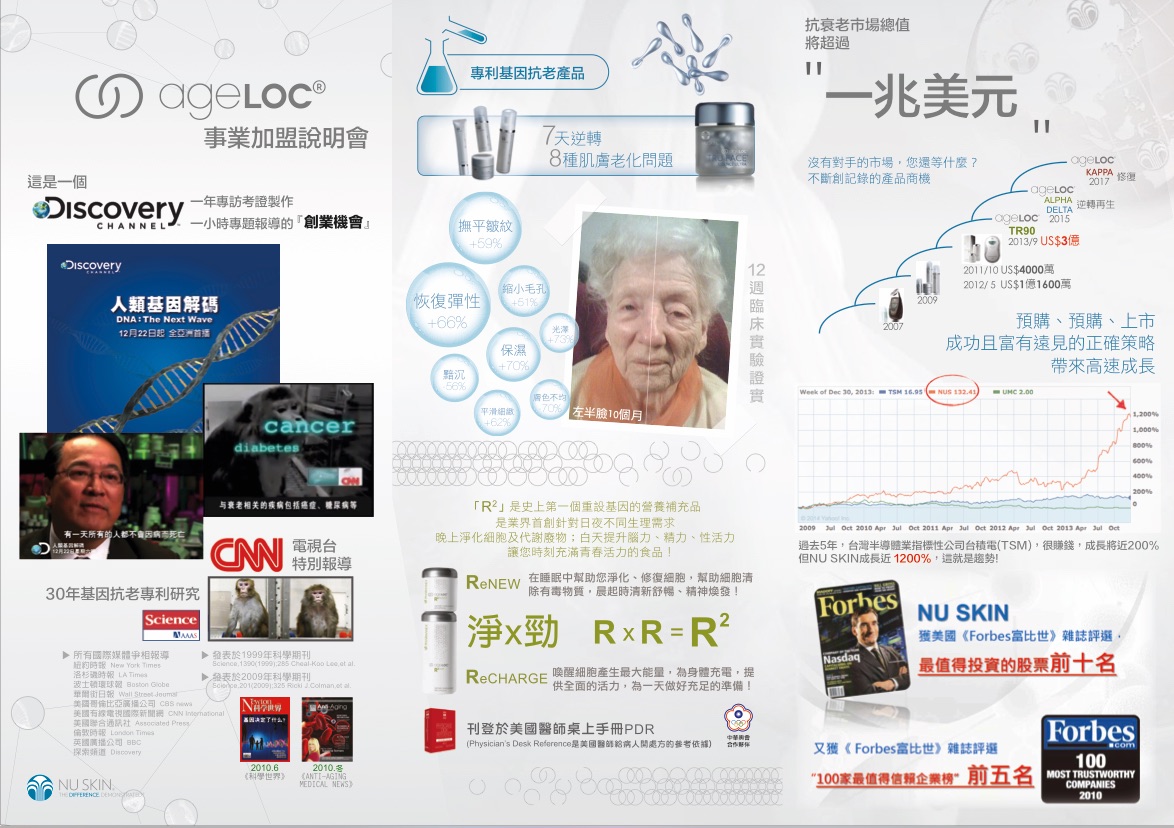 ageLOC®
事業加盟說明會
這是一個
Discovery
CHANNEL
一年專訪考證製作
一小時專題報導的『創業機會』
Discovery
CHANNEL
人類基因解碼
DNA:The Next Wave
12月22日起 全亞洲首播
cancer
diabetes
CNN
與衰老相關的疾病包括癌症、糖尿病等
有一天所有的人都不會因病而死亡
人類基因解碼
CNN 電視台
特別報導
30年基因抗老專利研究
Science
AAAS
▶ 所有國際媒體爭相報導
紐約時報 New York Times
洛杉磯時報 LA Times
波士頓環球報 Boston Globe
華爾街日報 Wall Street Journal
美國哥倫比亞廣播公司 CBS news
美國有線電視國際新聞網 CNN International
美國聯合通訊社 Associated Press
倫敦時報 London Times
英國廣播公司 BBC
探索頻道 Discovery
▶ 發表於1999年科學期刊
Science.1390(1999);285 Cheol-Koo Lee,et al
▶ 發表於2009年科學期刊
Science.201(2009);325 Ricki J.Colman,et al
Newton
科學世界
基因決定了什么?
Anti-Aging
2010.6
《科學世界》
2010.冬
《ANTI-AGING
MEDICAL NEWS》
NU SKIN
THE DIFFERENCE DEMONSTRATED
專利基因抗老產品
7天逆轉
8種肌膚老化問題
撫平皺紋
+59%
恢復彈性
+66%
縮小毛孔
+61%
光澤
+73%
保濕
+70%
黯沉
-56%
膚色不均
-70%
平滑細緻
+62%
左半臉10個月
12週臨床實驗證實
「R²」是史上第一個重設基因的營養補充品
是業界首創針對日夜不同生理需求
晚上淨化細胞及代謝廢物；白天提升腦力、精力、性活力
讓您時刻充滿青春活力的食品！
ReNEW 在睡眠中幫助您淨化、修復細胞，幫助細胞清
除有毒物質，晨起時清新舒暢、精神煥發！
淨x勁 R x R = R²
ReCHARGE 喚醒細胞產生最大能量，為身體充電，提
供全面的活力，為一天做好充足的準備！
刊登於美國醫師桌上手冊PDR
(Physician's Desk Reference是美國醫師給病人開處方的參考依據)
中華奧會
合作夥伴
抗衰老市場總值
將超過
"一兆美元"
沒有對手的市場，您還等什麼？
不斷創記錄的產品商機
ageLOC
KAPPA
2017 修復
ageLOC
ALPHA
DELTA
2015
逆轉再生
ageLOC
TR90
2013/9 US$3億
2011/10 US$4000萬
2012/ 5 US$1億1600萬
2009
2007
預購、預購、上市
成功且富有遠見的正確策略
帶來高速成長
Week of Dec 30, 2013: TSM 16.95 NUS 132.41 UMC 2.00
1,200%
1,000%
800%
600%
400%
200%
0
2009 Jul Oct 2010 Apr Jul Oct 2011 Apr Jul Oct 2012 Apr Jul Oct 2013 Apr Jul Oct
© 2014 Yahoo! Inc.
過去5年，台灣半導體業指標性公司台積電(TSM)，很賺錢，成長將近200%
但NU SKIN成長近 1200%，這就是趨勢!
Forbes
Nasdaq
NU SKIN
獲美國《Forbes富比世》雜誌評選，
最值得投資的股票前十名
又獲《 Forbes富比世》雜誌評選
"100家最值得信賴企業榜" 前五名
Forbes
.com
100
MOST TRUSTWORTHY
COMPANIES
2010